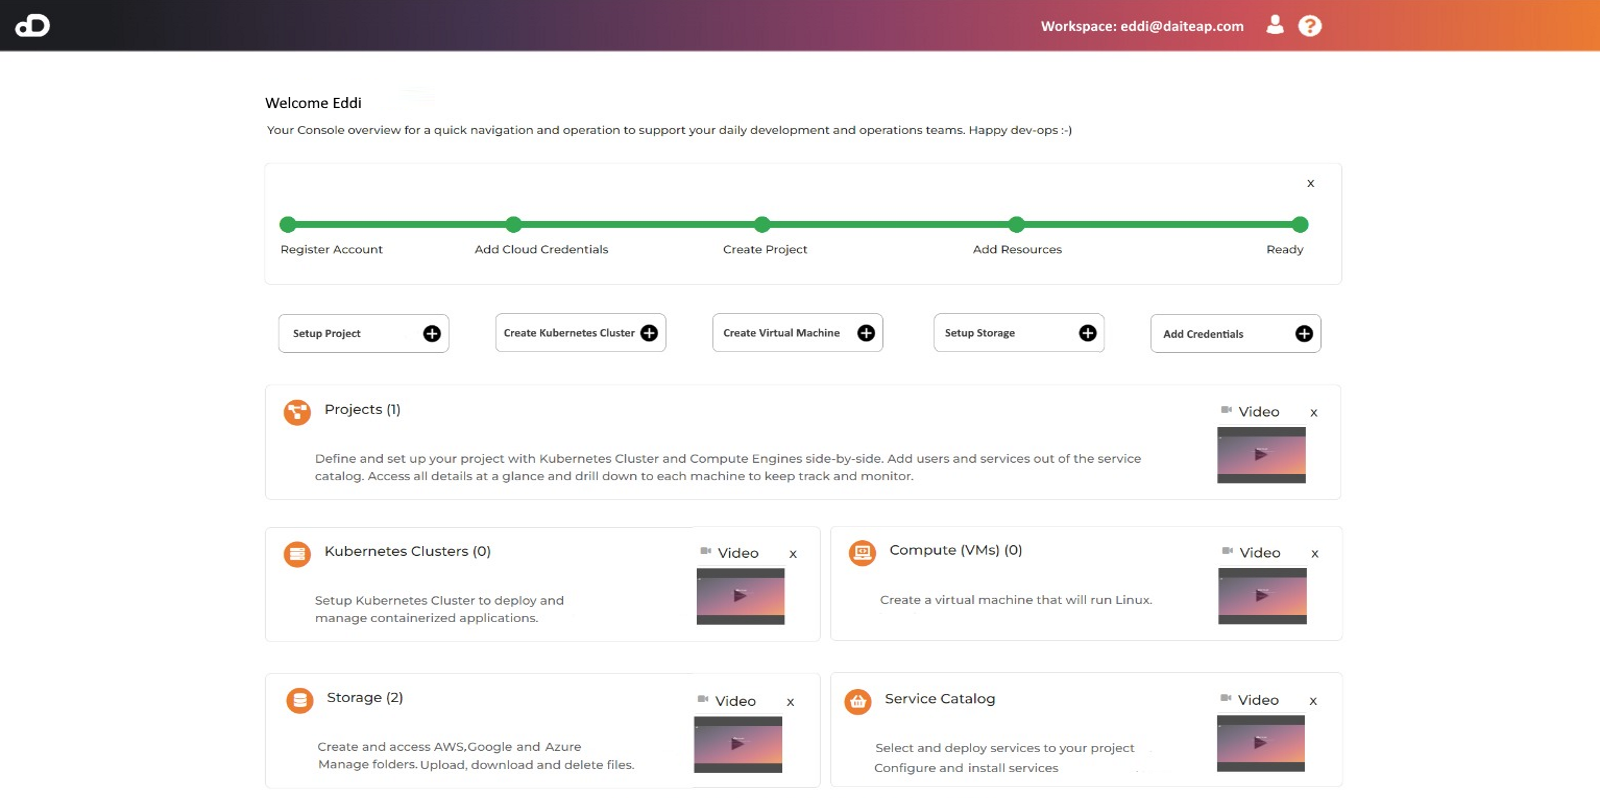 Workspace: eddi@daiteap.com ?
Welcome Eddi
Your Console overview for a quick navigation and operation to support your daily development and operations teams. Happy dev-ops :-)
x
Register Account
Add Cloud Credentials
Create Project
Add Resources
Ready
Setup Project
Create Kubernetes Cluster
Create Virtual Machine
Setup Storage
Add Credentials
Projects (1)
Video x
Define and set up your project with Kubernetes Cluster and Compute Engines side-by-side. Add users and services out of the service
catalog. Access all details at a glance and drill down to each machine to keep track and monitor.
Kubernetes Clusters (0)
Video x
Setup Kubernetes Cluster to deploy and
manage containerized applications.
Compute (VMs) (0)
Video x
Create a virtual machine that will run Linux.
Storage (2)
Video x
Create and access AWS,Google and Azure
Manage folders. Upload, download and delete files.
Service Catalog
Video x
Select and deploy services to your project
Configure and install services